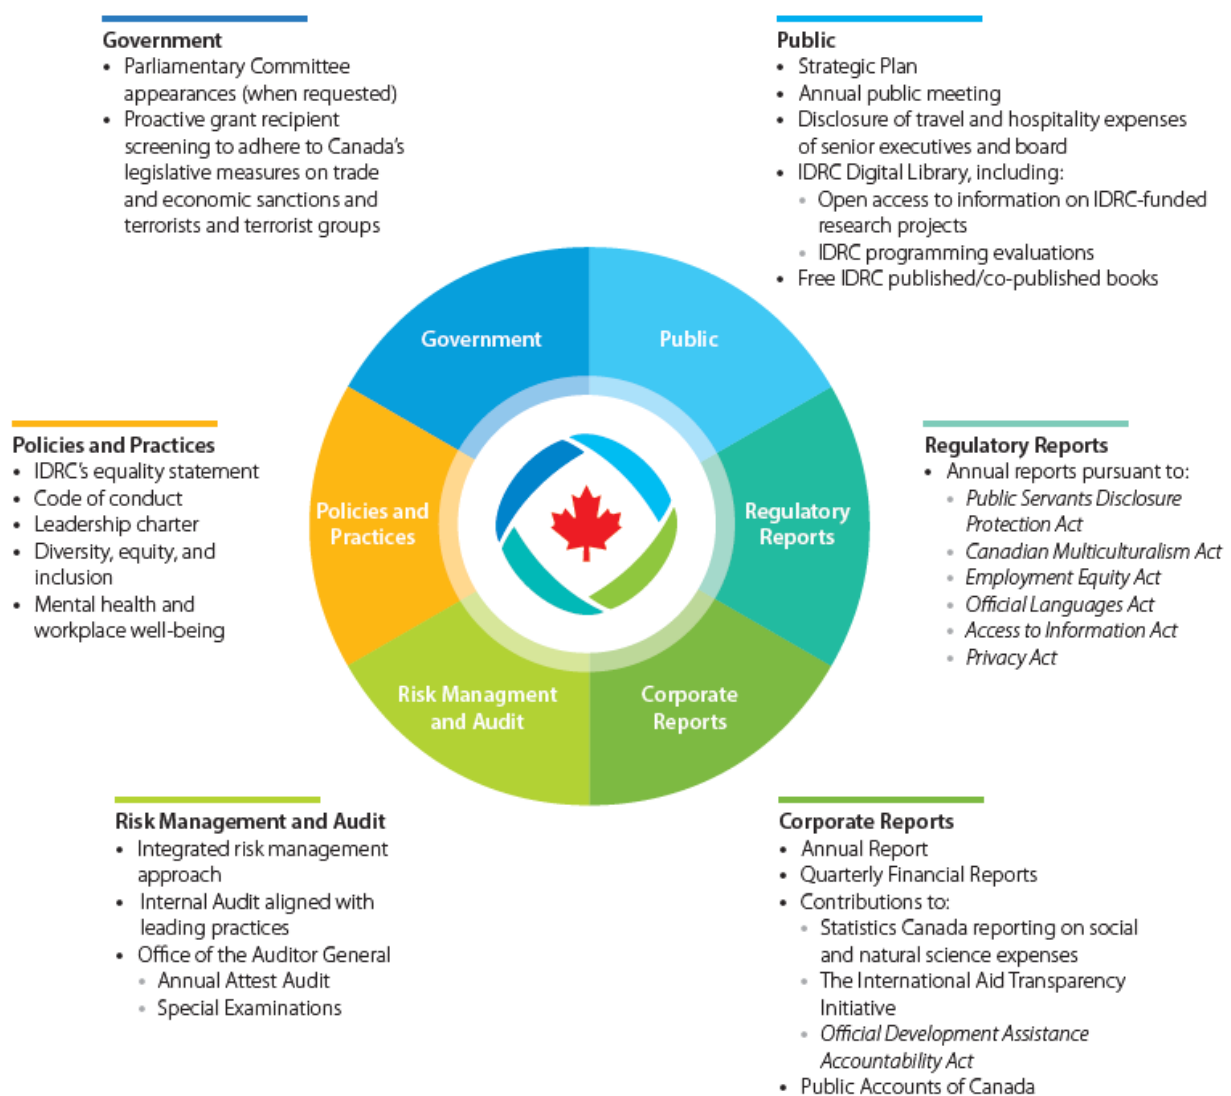 Government
• Parliamentary Committee
appearances (when requested)
• Proactive grant recipient
screening to adhere to Canada's
legislative measures on trade
and economic sanctions and
terrorists and terrorist groups
Public
• Strategic Plan
• Annual public meeting
• Disclosure of travel and hospitality expenses
of senior executives and board
• IDRC Digital Library, including:
• Open access to information on IDRC-funded
research projects
• IDRC programming evaluations
• Free IDRC published/co-published books
Government
Public
Policies and
Practices
Regulatory
Reports
Risk Managment
and Audit
Corporate
Reports
Policies and Practices
• IDRC's equality statement
• Code of conduct
• Leadership charter
• Diversity, equity, and
inclusion
• Mental health and
workplace well-being
Regulatory Reports
• Annual reports pursuant to:
• Public Servants Disclosure
Protection Act
• Canadian Multiculturalism Act
• Employment Equity Act
• Official Languages Act
• Access to Information Act
• Privacy Act
Risk Management and Audit
• Integrated risk management
approach
• Internal Audit aligned with
leading practices
• Office of the Auditor General
• Annual Attest Audit
• Special Examinations
Corporate Reports
• Annual Report
• Quarterly Financial Reports
• Contributions to:
• Statistics Canada reporting on social
and natural science expenses
• The International Aid Transparency
Initiative
• Official Development Assistance
Accountability Act
• Public Accounts of Canada